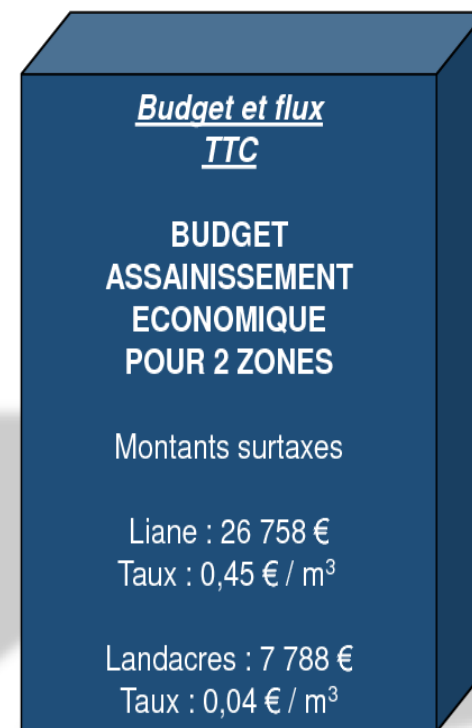 Budget et flux
TTC
BUDGET
ASSAINISSEMENT
ECONOMIQUE
POUR 2 ZONES
Montants surtaxes
Liane : 26 758 €
Taux : 0,45 € / m³
Landacres : 7 788 €
Taux : 0,04 € / m³